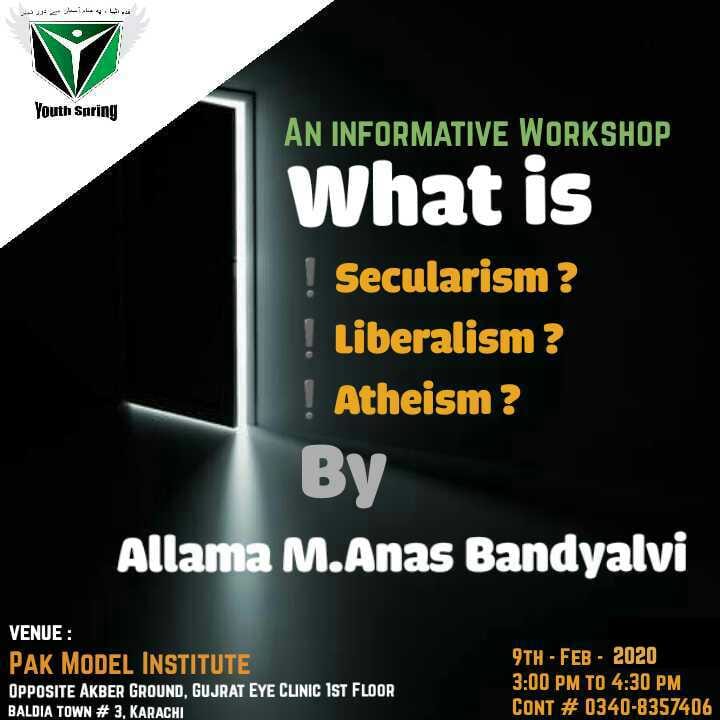 Youth Spring
AN INFORMATIVE WORKSHOP
What is
! Secularism ?
! Liberalism ?
! Atheism ?
By
Allama M.Anas Bandyalvi
VENUE :
PAK MODEL INSTITUTE
OPPOSITE AKBER GROUND, GUJRAT EYE CLINIC 1ST FLOOR
BALDIA TOWN # 3, KARACHI
9TH - FEB - 2020
3:00 PM TO 4:30 PM
CONT # 0340-8357406